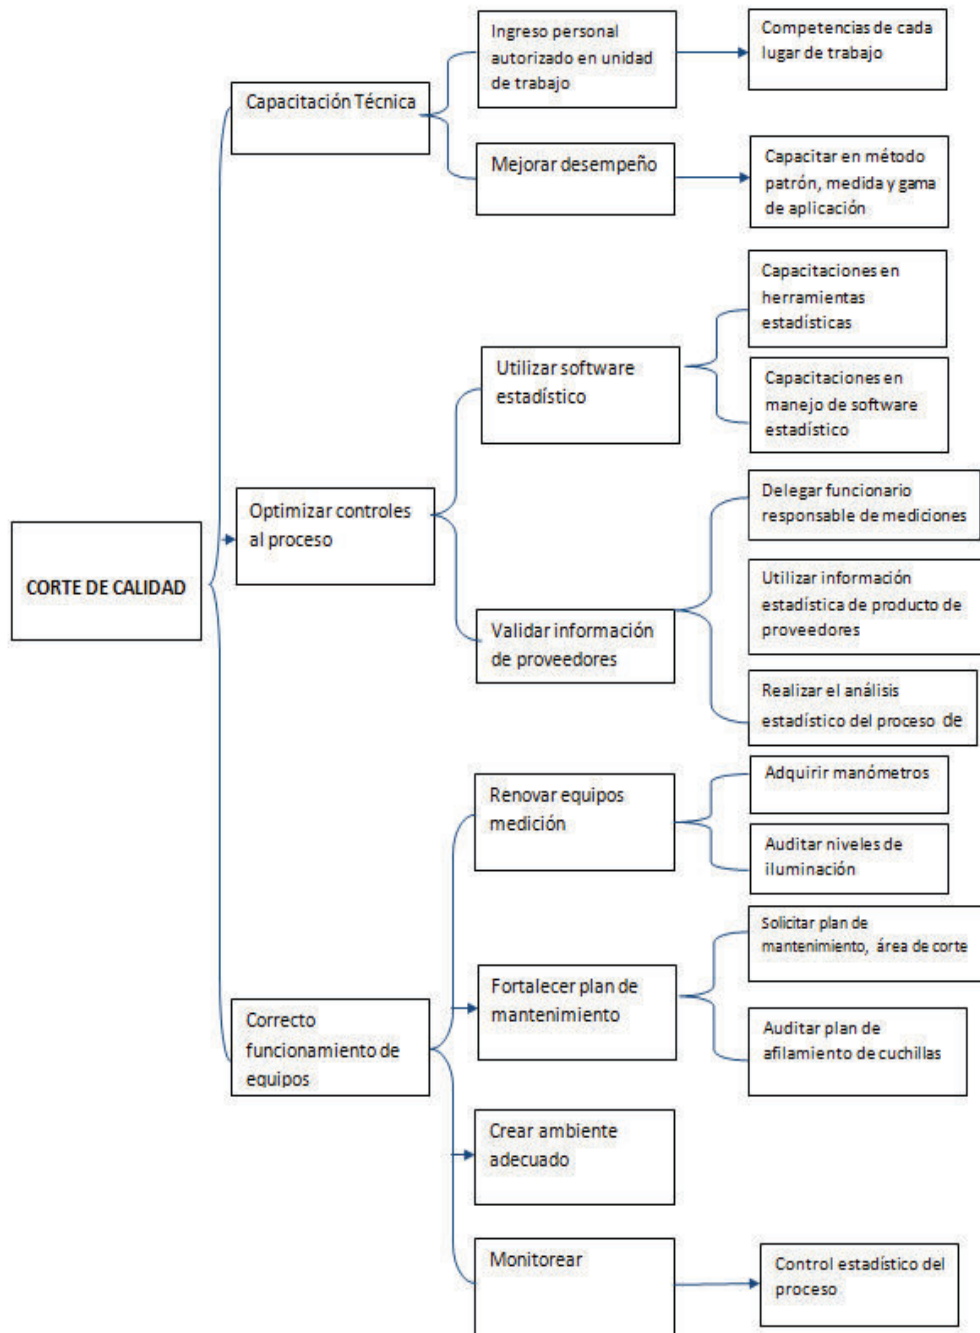 Ingreso personal
autorizado en unidad
de trabajo
Competencias de cada
lugar de trabajo
Capacitación Técnica
Mejorar desempeño
Capacitar en método
patrón, medida y gama
de aplicación
Capacitaciones en
herramientas
estadísticas
Utilizar software
estadístico
Capacitaciones en
manejo de software
estadístico
Optimizar controles
al proceso
Delegar funcionario
responsable de mediciones
CORTE DE CALIDAD
Utilizar información
estadística de producto de
proveedores
Validar información
de proveedores
Realizar el análisis
estadístico del proceso de
Renovar equipos
medición
Adquirir manómetros
Auditar niveles de
iluminación
Solicitar plan de
mantenimiento, área de corte
Fortalecer plan de
mantenimiento
Correcto
funcionamiento de
equipos
Auditar plan de
afilamiento de cuchillas
Crear ambiente
adecuado
Monitorear
Control estadístico del
proceso